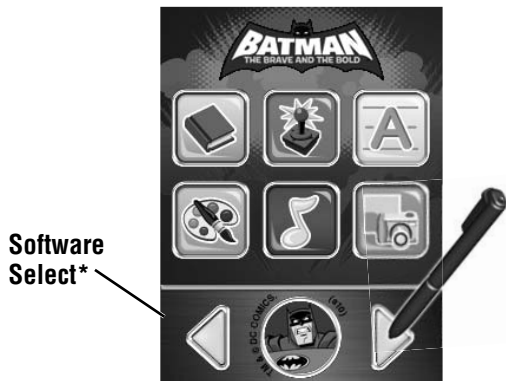 BATMAN
THE BRAVE AND THE BOLD
A
Software
Select*
TM & © DC COMICS.
(s10)